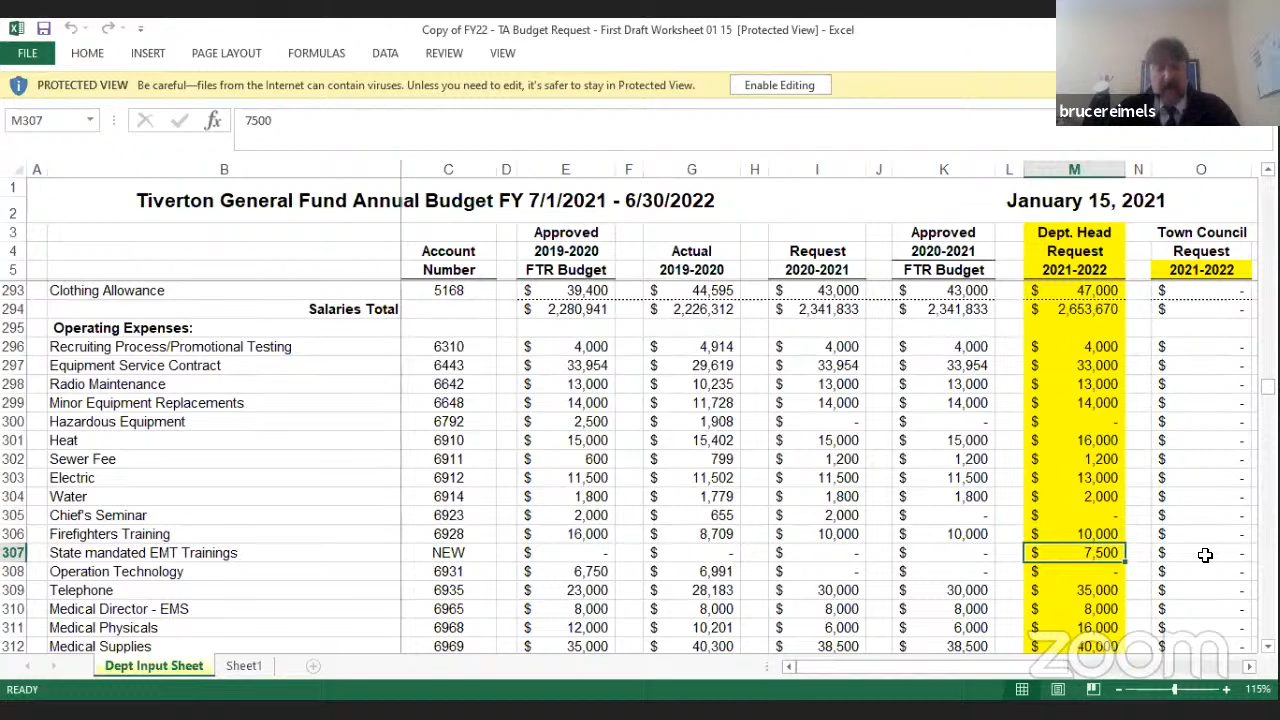 Copy of FY22 - TA Budget Request - First Draft Worksheet 01 15 [Protected View] - Excel
FILE HOME INSERT PAGE LAYOUT FORMULAS DATA REVIEW VIEW
PROTECTED VIEW Be careful—files from the Internet can contain viruses. Unless you need to edit, it's safer to stay in Protected View. Enable Editing
brucereimels
M307 fx 7500
A B C D E F G H I J K L M N O
1
2 Tiverton General Fund Annual Budget FY 7/1/2021 - 6/30/2022 January 15, 2021
3 Approved Approved Dept. Head Town Council
4 Account 2019-2020 Actual Request 2020-2021 Request Request
5 Number FTR Budget 2019-2020 2020-2021 FTR Budget 2021-2022 2021-2022
293 Clothing Allowance 5168 $ 39,400 $ 44,595 $ 43,000 $ 43,000 $ 47,000 $ -
294 Salaries Total $ 2,280,941 $ 2,226,312 $ 2,341,833 $ 2,341,833 $ 2,653,670 $ -
295 Operating Expenses:
296 Recruiting Process/Promotional Testing 6310 $ 4,000 $ 4,914 $ 4,000 $ 4,000 $ 4,000 $ -
297 Equipment Service Contract 6443 $ 33,954 $ 29,619 $ 33,954 $ 33,954 $ 33,000 $ -
298 Radio Maintenance 6642 $ 13,000 $ 10,235 $ 13,000 $ 13,000 $ 13,000 $ -
299 Minor Equipment Replacements 6648 $ 14,000 $ 11,728 $ 14,000 $ 14,000 $ 14,000 $ -
300 Hazardous Equipment 6792 $ 2,500 $ 1,908 $ - $ - $ - $ -
301 Heat 6910 $ 15,000 $ 15,402 $ 15,000 $ 15,000 $ 16,000 $ -
302 Sewer Fee 6911 $ 600 $ 799 $ 1,200 $ 1,200 $ 1,200 $ -
303 Electric 6912 $ 11,500 $ 11,502 $ 11,500 $ 11,500 $ 13,000 $ -
304 Water 6914 $ 1,800 $ 1,779 $ 1,800 $ 1,800 $ 2,000 $ -
305 Chief's Seminar 6923 $ 2,000 $ 655 $ 2,000 $ - $ - $ -
306 Firefighters Training 6928 $ 16,000 $ 8,709 $ 10,000 $ 10,000 $ 10,000 $ -
307 State mandated EMT Trainings NEW $ - $ - $ - $ - $ 7,500 $ -
308 Operation Technology 6931 $ 6,750 $ 6,991 $ - $ - $ - $ -
309 Telephone 6935 $ 23,000 $ 28,183 $ 30,000 $ 30,000 $ 35,000 $ -
310 Medical Director - EMS 6965 $ 8,000 $ 8,000 $ 8,000 $ 8,000 $ 8,000 $ -
311 Medical Physicals 6968 $ 12,000 $ 10,201 $ 6,000 $ 6,000 $ 16,000 $ -
312 Medical Supplies 6969 $ 35,000 $ 40,300 $ 38,500 $ 38,500 $ 40,000 $ -
zoom
Dept Input Sheet Sheet1
READY 115%